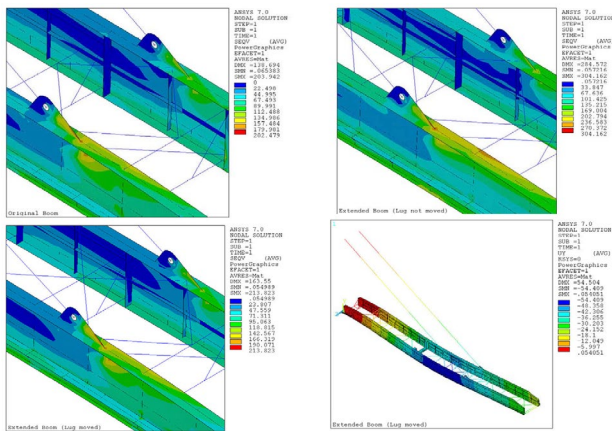 ANSYS 7.0
NODAL SOLUTION
STEP=1
SUB =1
TIME=1
SEQV (AVG)
PowerGraphics
EFACET=1
AVRES=Mat
DMX =138.694
SMN =.065383
SMX =203.942
0
22.498
44.995
67.493
89.991
112.488
134.986
157.484
179.981
202.479
Original Boom
ANSYS 7.0
NODAL SOLUTION
STEP=1
SUB =1
TIME=1
SEQV (AVG)
PowerGraphics
EFACET=1
AVRES=Mat
DMX =284.572
SMN =.057216
SMX =304.162
.057216
33.847
67.636
101.425
135.215
169.004
202.794
236.583
270.372
304.162
Extended Boom (Lug not moved)
ANSYS 7.0
NODAL SOLUTION
STEP=1
SUB =1
TIME=1
SEQV (AVG)
PowerGraphics
EFACET=1
AVRES=Mat
DMX =163.55
SMN =.054989
SMX =213.823
.054989
23.807
47.559
71.311
95.063
118.815
142.567
166.319
190.071
213.823
Extended Boom (Lug moved)
ANSYS 7.0
NODAL SOLUTION
STEP=1
SUB =1
TIME=1
UY (AVG)
RSYS=0
PowerGraphics
EFACET=1
AVRES=Mat
DMX =54.504
SMN =-54.409
SMX =.054051
-54.409
-48.358
-42.306
-36.255
-30.203
-24.152
-18.1
-12.049
-5.997
.054051
Extended Boom (Lug moved)